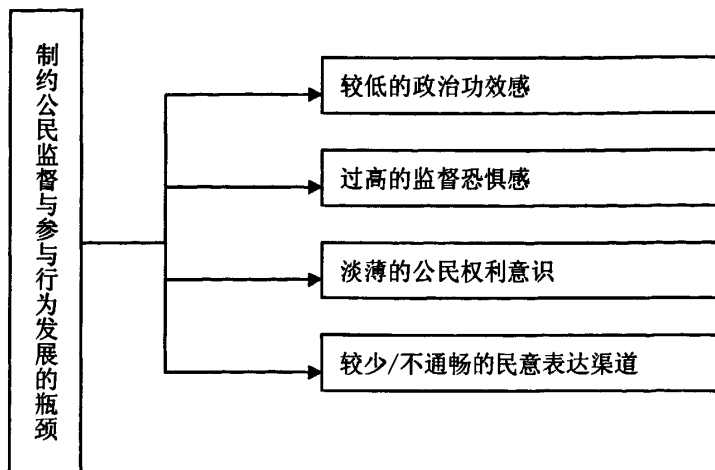 制约公民监督与参与行为发展的瓶颈
较低的政治功效感
过高的监督恐惧感
淡薄的公民权利意识
较少/不通畅的民意表达渠道